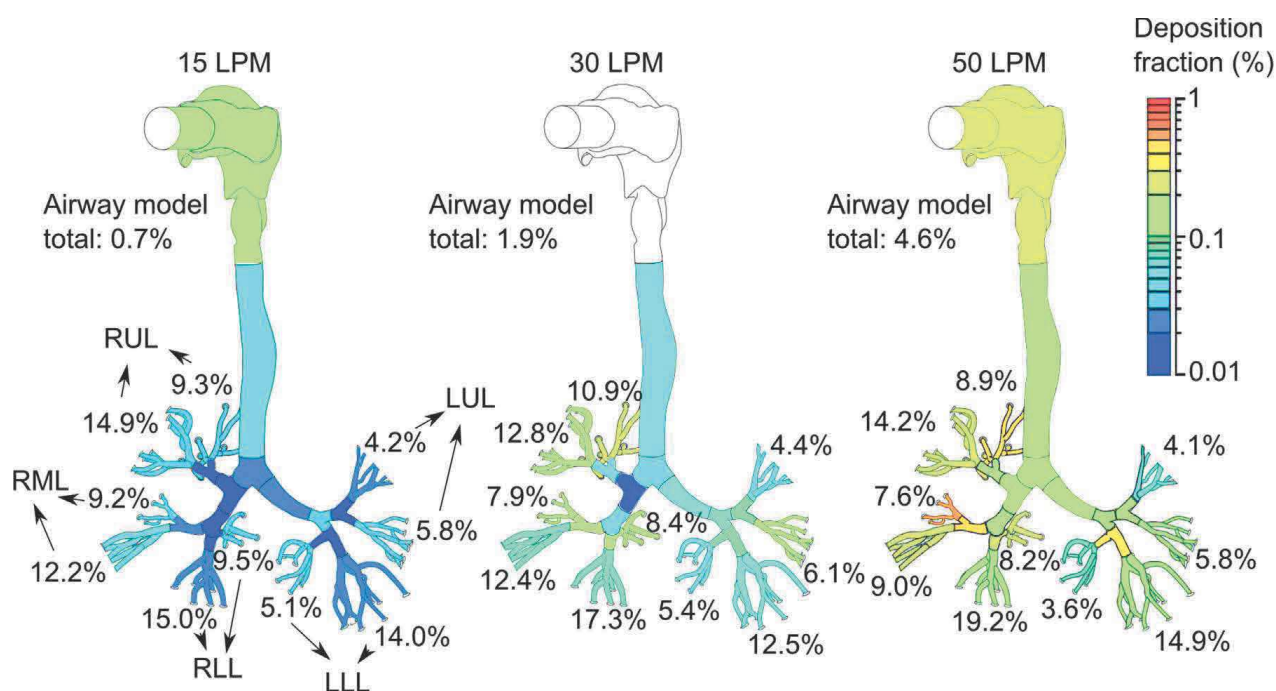 15 LPM
30 LPM
50 LPM
Deposition
fraction (%)
1
0.1
0.01
Airway model
total: 0.7%
RUL
9.3%
14.9%
LUL
4.2%
RML
9.2%
5.8%
12.2%
9.5%
15.0%
5.1%
14.0%
RLL
LLL
Airway model
total: 1.9%
10.9%
12.8%
4.4%
7.9%
8.4%
12.4%
6.1%
17.3%
5.4%
12.5%
Airway model
total: 4.6%
8.9%
14.2%
4.1%
7.6%
8.2%
5.8%
9.0%
3.6%
19.2%
14.9%